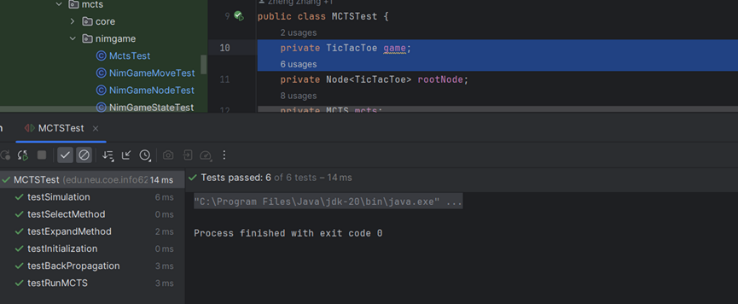 mcts
core
nimgame
MctsTest
NimGameMoveTest
NimGameNodeTest
NimGameStateTest
zheng zhang +1
9 public class MCTSTest {
2 usages
10 private TicTacToe game;
6 usages
11 private Node<TicTacToe> rootNode;
8 usages
12 private MCTS mcts;
n MCTSTest ×
MCTSTest (edu.neu.coe.info62 14 ms
testSimulation 6 ms
testSelectMethod 0 ms
testExpandMethod 2 ms
testInitialization 0 ms
testBackPropagation 3 ms
testRunMCTS 3 ms
Tests passed: 6 of 6 tests – 14 ms
"C:\Program Files\Java\jdk-20\bin\java.exe" ...
Process finished with exit code 0